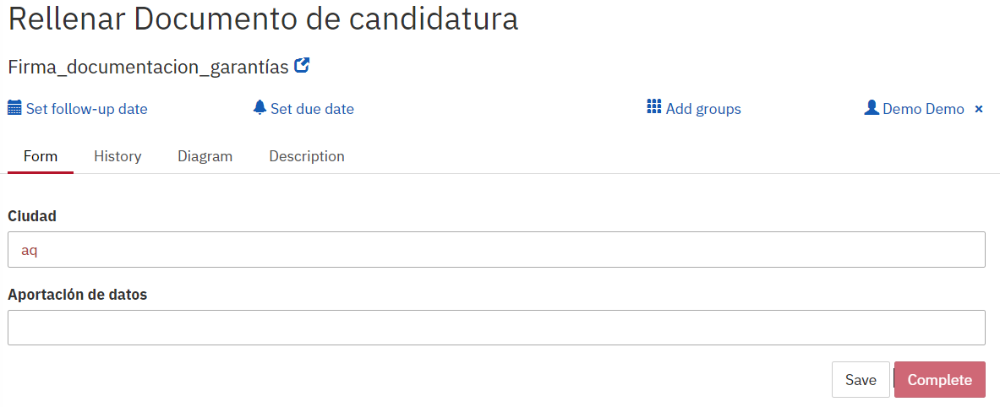 Rellenar Documento de candidatura
Firma_documentacion_garantías
Set follow-up date Set due date Add groups Demo Demo ×
Form History Diagram Description
Ciudad
aq
Aportación de datos
Save Complete